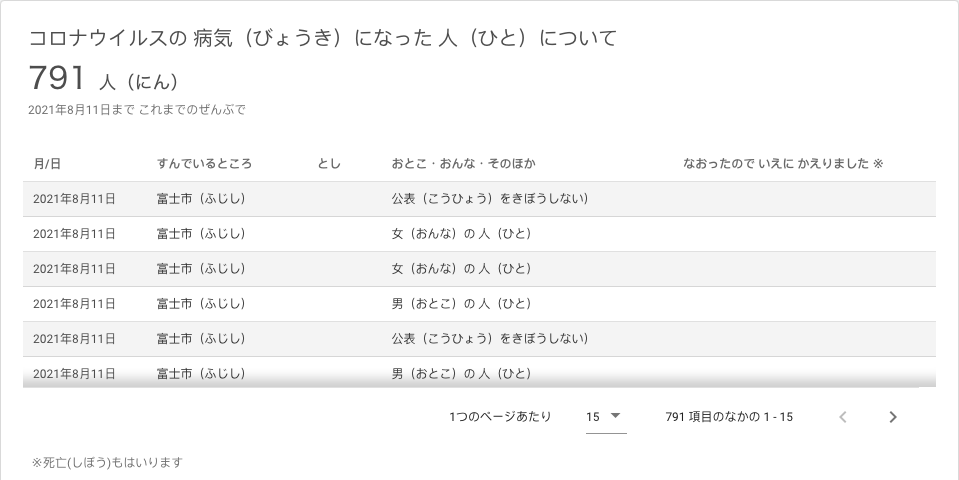 コロナウイルスの 病気（びょうき）になった 人（ひと）について
791 人（にん）
2021年8月11日まで これまでのぜんぶで
月/日 すんでいるところ とし おとこ・おんな・そのほか なおったので いえに かえりました ※
2021年8月11日 富士市（ふじし） 公表（こうひょう）をきぼうしない）
2021年8月11日 富士市（ふじし） 女（おんな）の 人（ひと）
2021年8月11日 富士市（ふじし） 女（おんな）の 人（ひと）
2021年8月11日 富士市（ふじし） 男（おとこ）の 人（ひと）
2021年8月11日 富士市（ふじし） 公表（こうひょう）をきぼうしない）
2021年8月11日 富士市（ふじし） 男（おとこ）の 人（ひと）
1つのページあたり 15 791 項目のなかの 1 - 15
※死亡(しぼう)もはいります